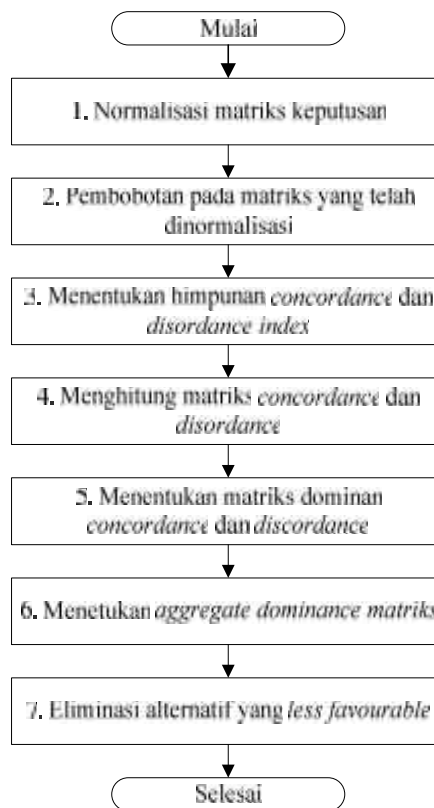 Mulai
1. Normalisasi matriks keputusan
2. Pembobotan pada matriks yang telah
dinormalisasi
3. Menentukan himpunan concordance dan
disordance index
4. Menghitung matriks concordance dan
disordance
5. Menentukan matriks dominan
concordance dan discordance
6. Menetukan aggregate dominance matriks
7. Eliminasi alternatif yang less favourable
Selesai